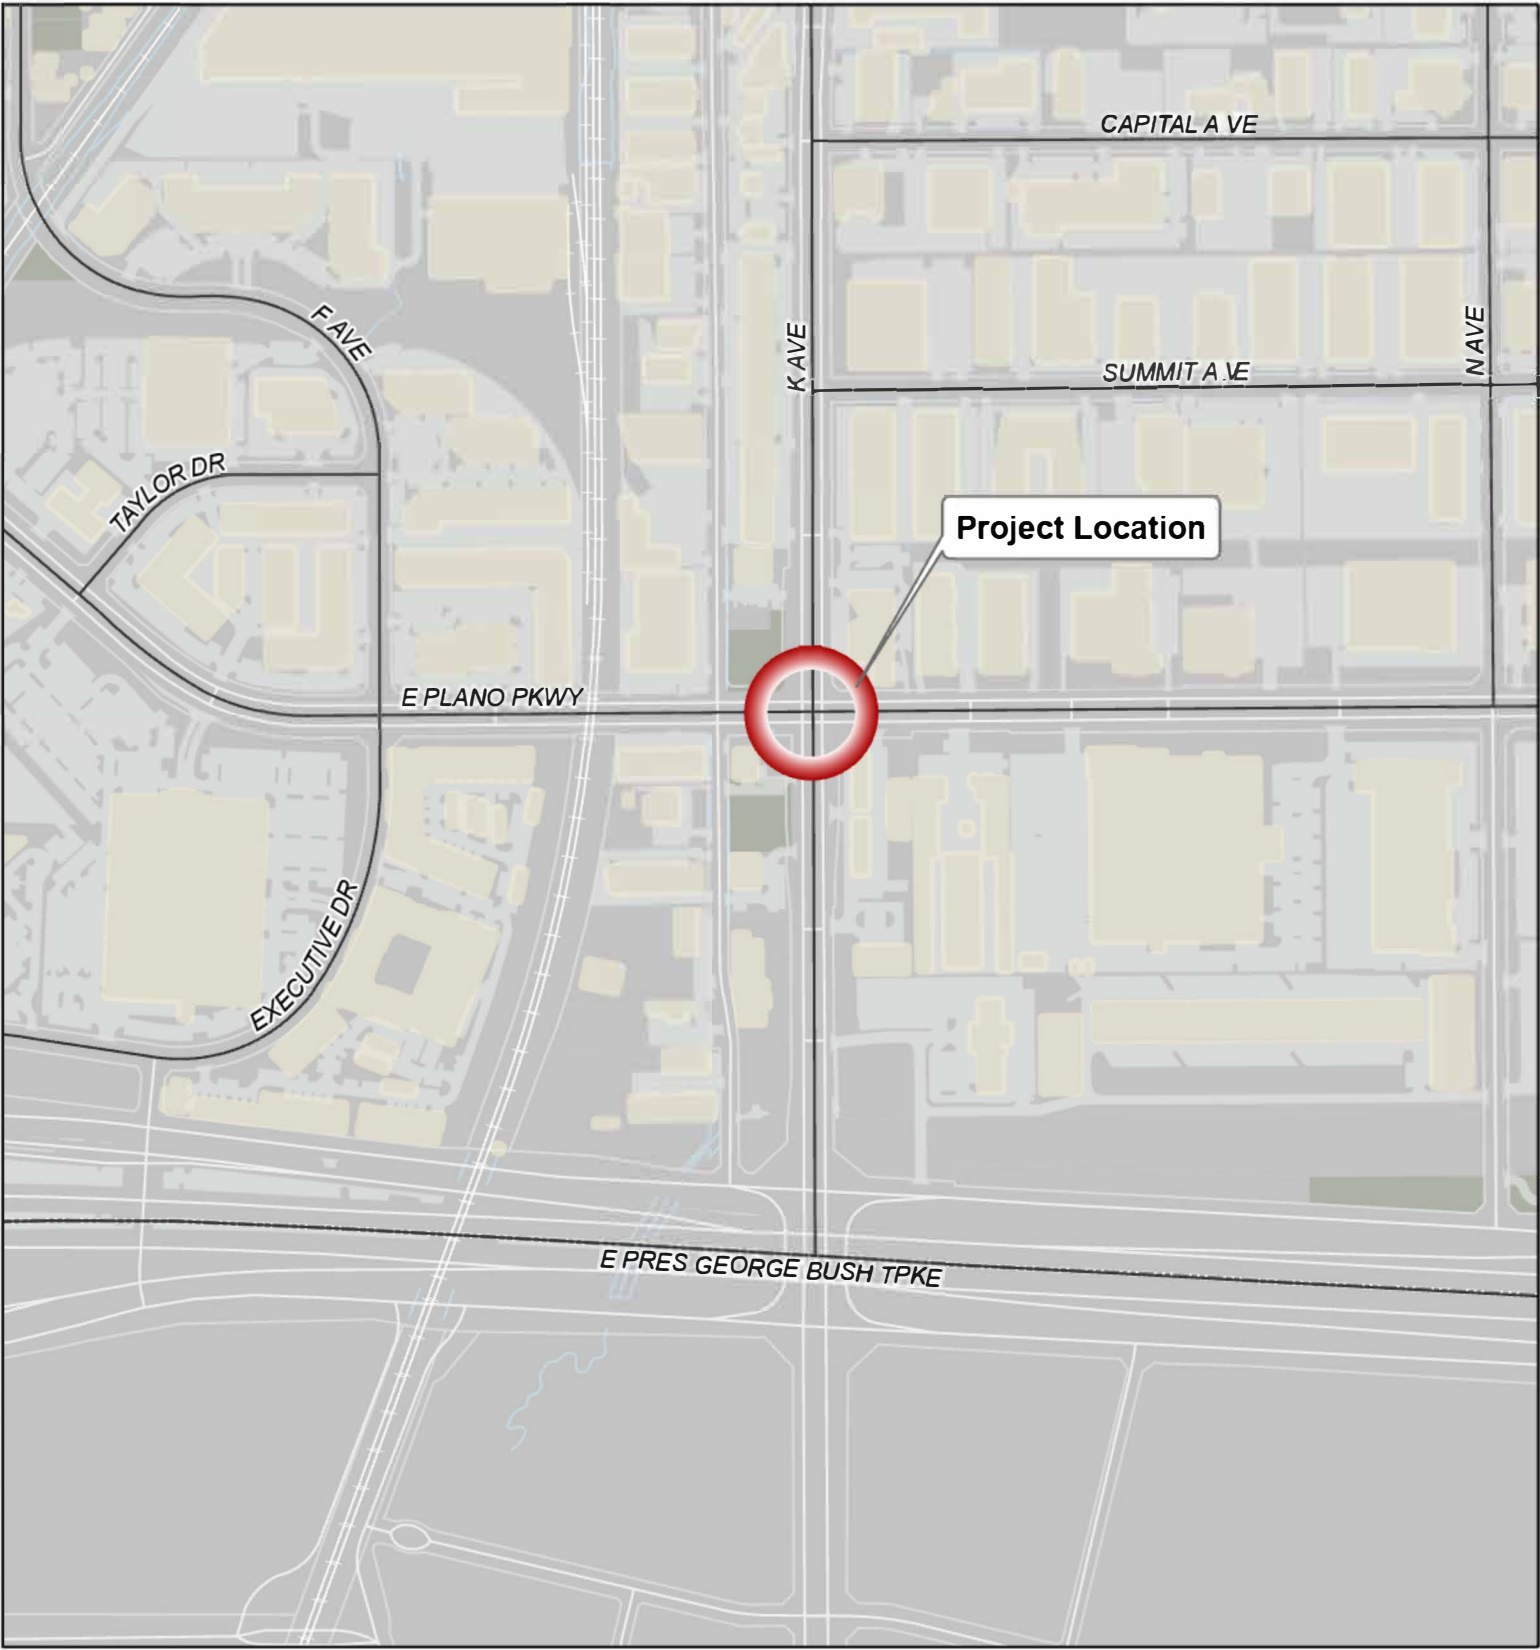 CAPITAL A VE
F AVE
K AVE
N AVE
SUMMIT A VE
TAYLOR DR
Project Location
E PLANO PKWY
EXECUTIVE DR
E PRES GEORGE BUSH TPKE